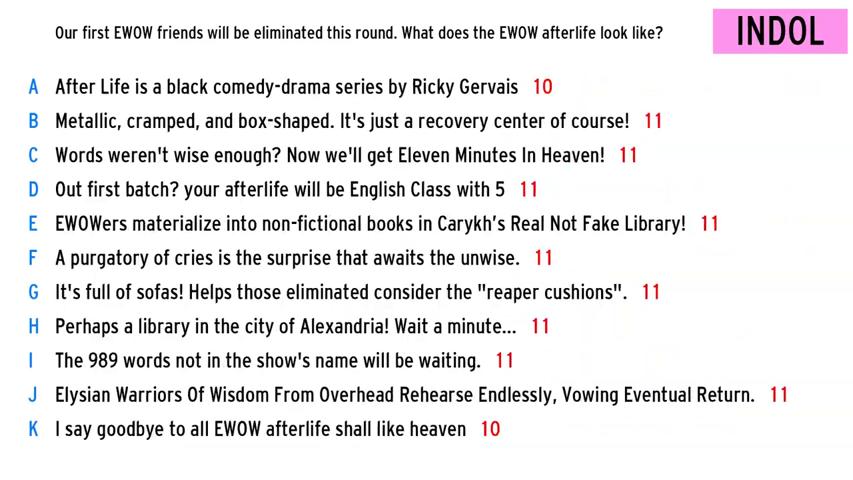 Our first EWOW friends will be eliminated this round. What does the EWOW afterlife look like?
INDOL
A After Life is a black comedy-drama series by Ricky Gervais 10
B Metallic, cramped, and box-shaped. It's just a recovery center of course! 11
C Words weren't wise enough? Now we'll get Eleven Minutes In Heaven! 11
D Out first batch? your afterlife will be English Class with 5 11
E EWOWers materialize into non-fictional books in Carykh’s Real Not Fake Library! 11
F A purgatory of cries is the surprise that awaits the unwise. 11
G It's full of sofas! Helps those eliminated consider the "reaper cushions". 11
H Perhaps a library in the city of Alexandria! Wait a minute... 11
I The 989 words not in the show's name will be waiting. 11
J Elysian Warriors Of Wisdom From Overhead Rehearse Endlessly, Vowing Eventual Return. 11
K I say goodbye to all EWOW afterlife shall like heaven 10